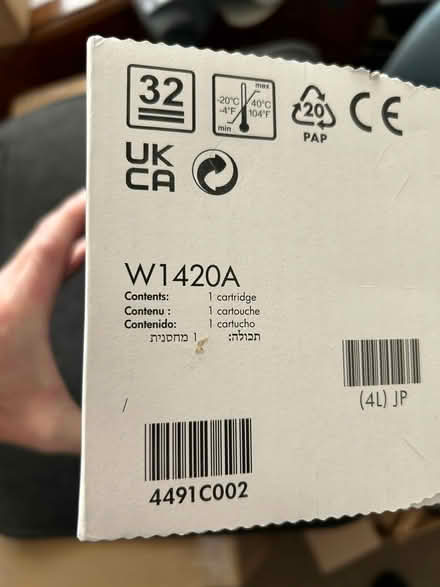 32
max
-20°C
-4°F
40°C
104°F
min
20
PAP
CE
UK
CA
W1420A
Contents: 1 cartridge
Contenu : 1 cartouche
Contenido: 1 cartucho
תכולה: 1 מחסנית
(4L) JP
4491C002